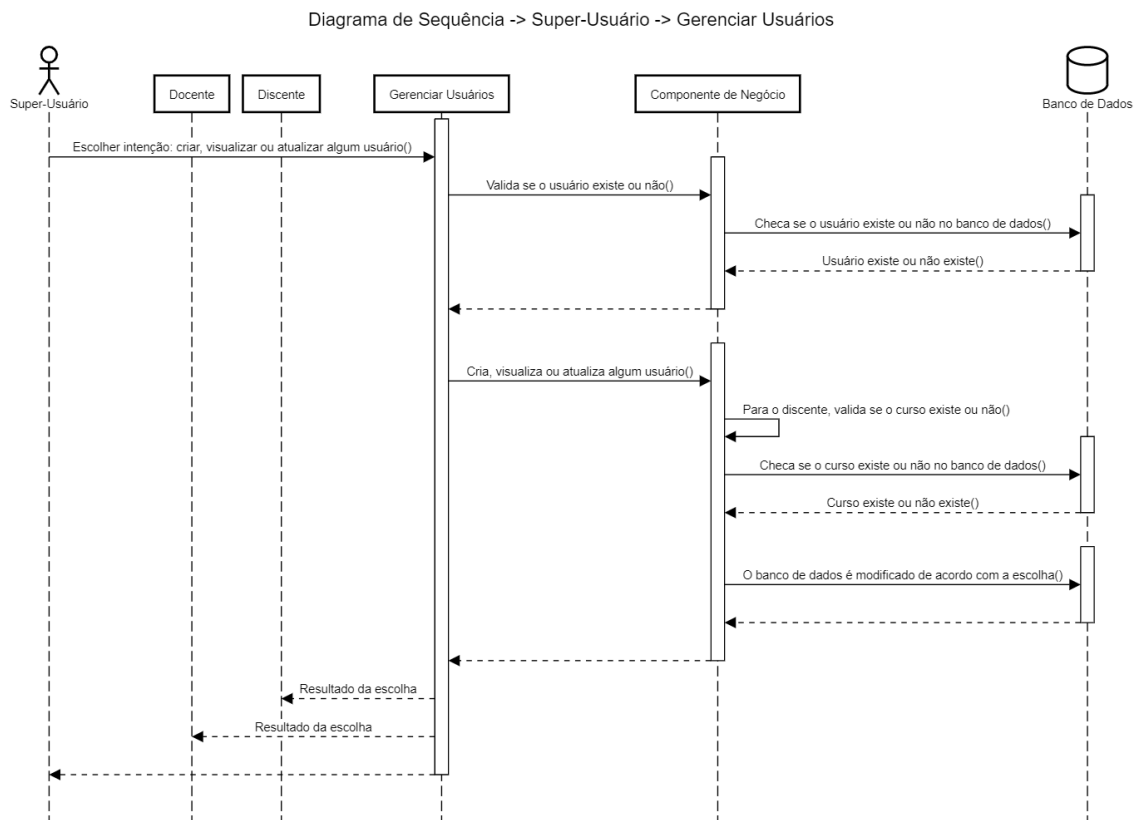 Diagrama de Sequência -> Super-Usuário -> Gerenciar Usuários
Super-Usuário
Docente
Discente
Gerenciar Usuários
Componente de Negócio
Banco de Dados
Escolher intenção: criar, visualizar ou atualizar algum usuário()
Valida se o usuário existe ou não()
Checa se o usuário existe ou não no banco de dados()
Usuário existe ou não existe()
Cria, visualiza ou atualiza algum usuário()
Para o discente, valida se o curso existe ou não()
Checa se o curso existe ou não no banco de dados()
Curso existe ou não existe()
O banco de dados é modificado de acordo com a escolha()
Resultado da escolha
Resultado da escolha